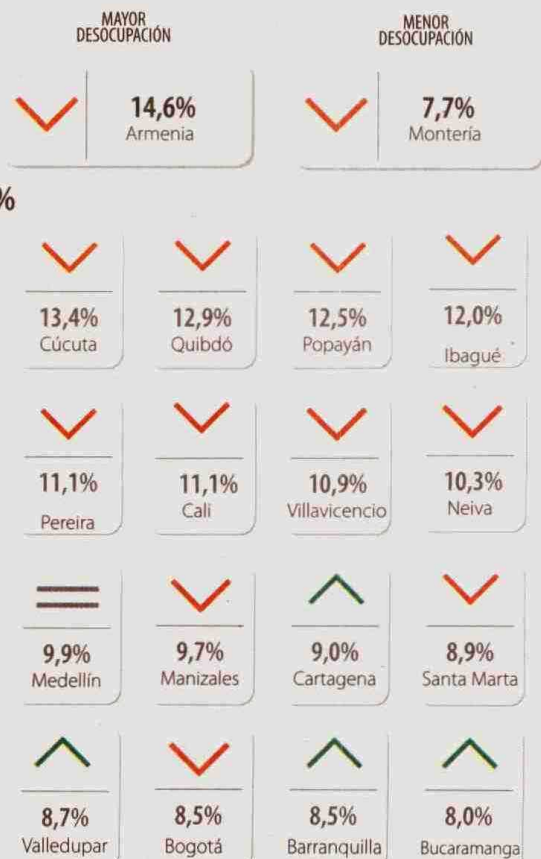 MAYOR
DESOCUPACIÓN
MENOR
DESOCUPACIÓN
14,6%
Armenia
7,7%
Montería
%
13,4%
Cúcuta
12,9%
Quibdó
12,5%
Popayán
12,0%
Ibagué
11,1%
Pereira
11,1%
Cali
10,9%
Villavicencio
10,3%
Neiva
9,9%
Medellín
9,7%
Manizales
9,0%
Cartagena
8,9%
Santa Marta
8,7%
Valledupar
8,5%
Bogotá
8,5%
Barranquilla
8,0%
Bucaramanga